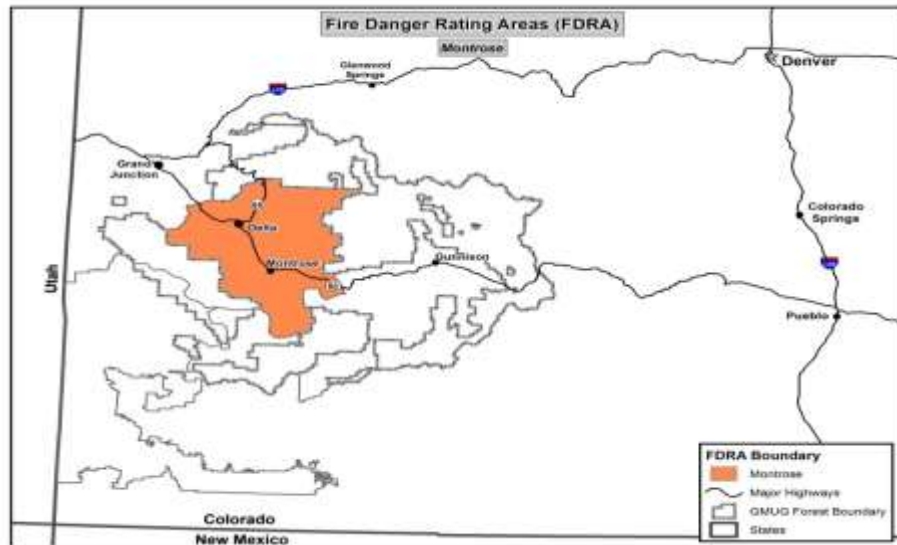 Fire Danger Rating Areas (FDRA)
Montrose
Glenwood
Springs
Denver
Grand
Junction
Delta
Montrose
Gunnison
Colorado
Springs
Pueblo
Utah
Colorado
New Mexico
FDRA Boundary
Montrose
Major Highways
GMUG Forest Boundary
States